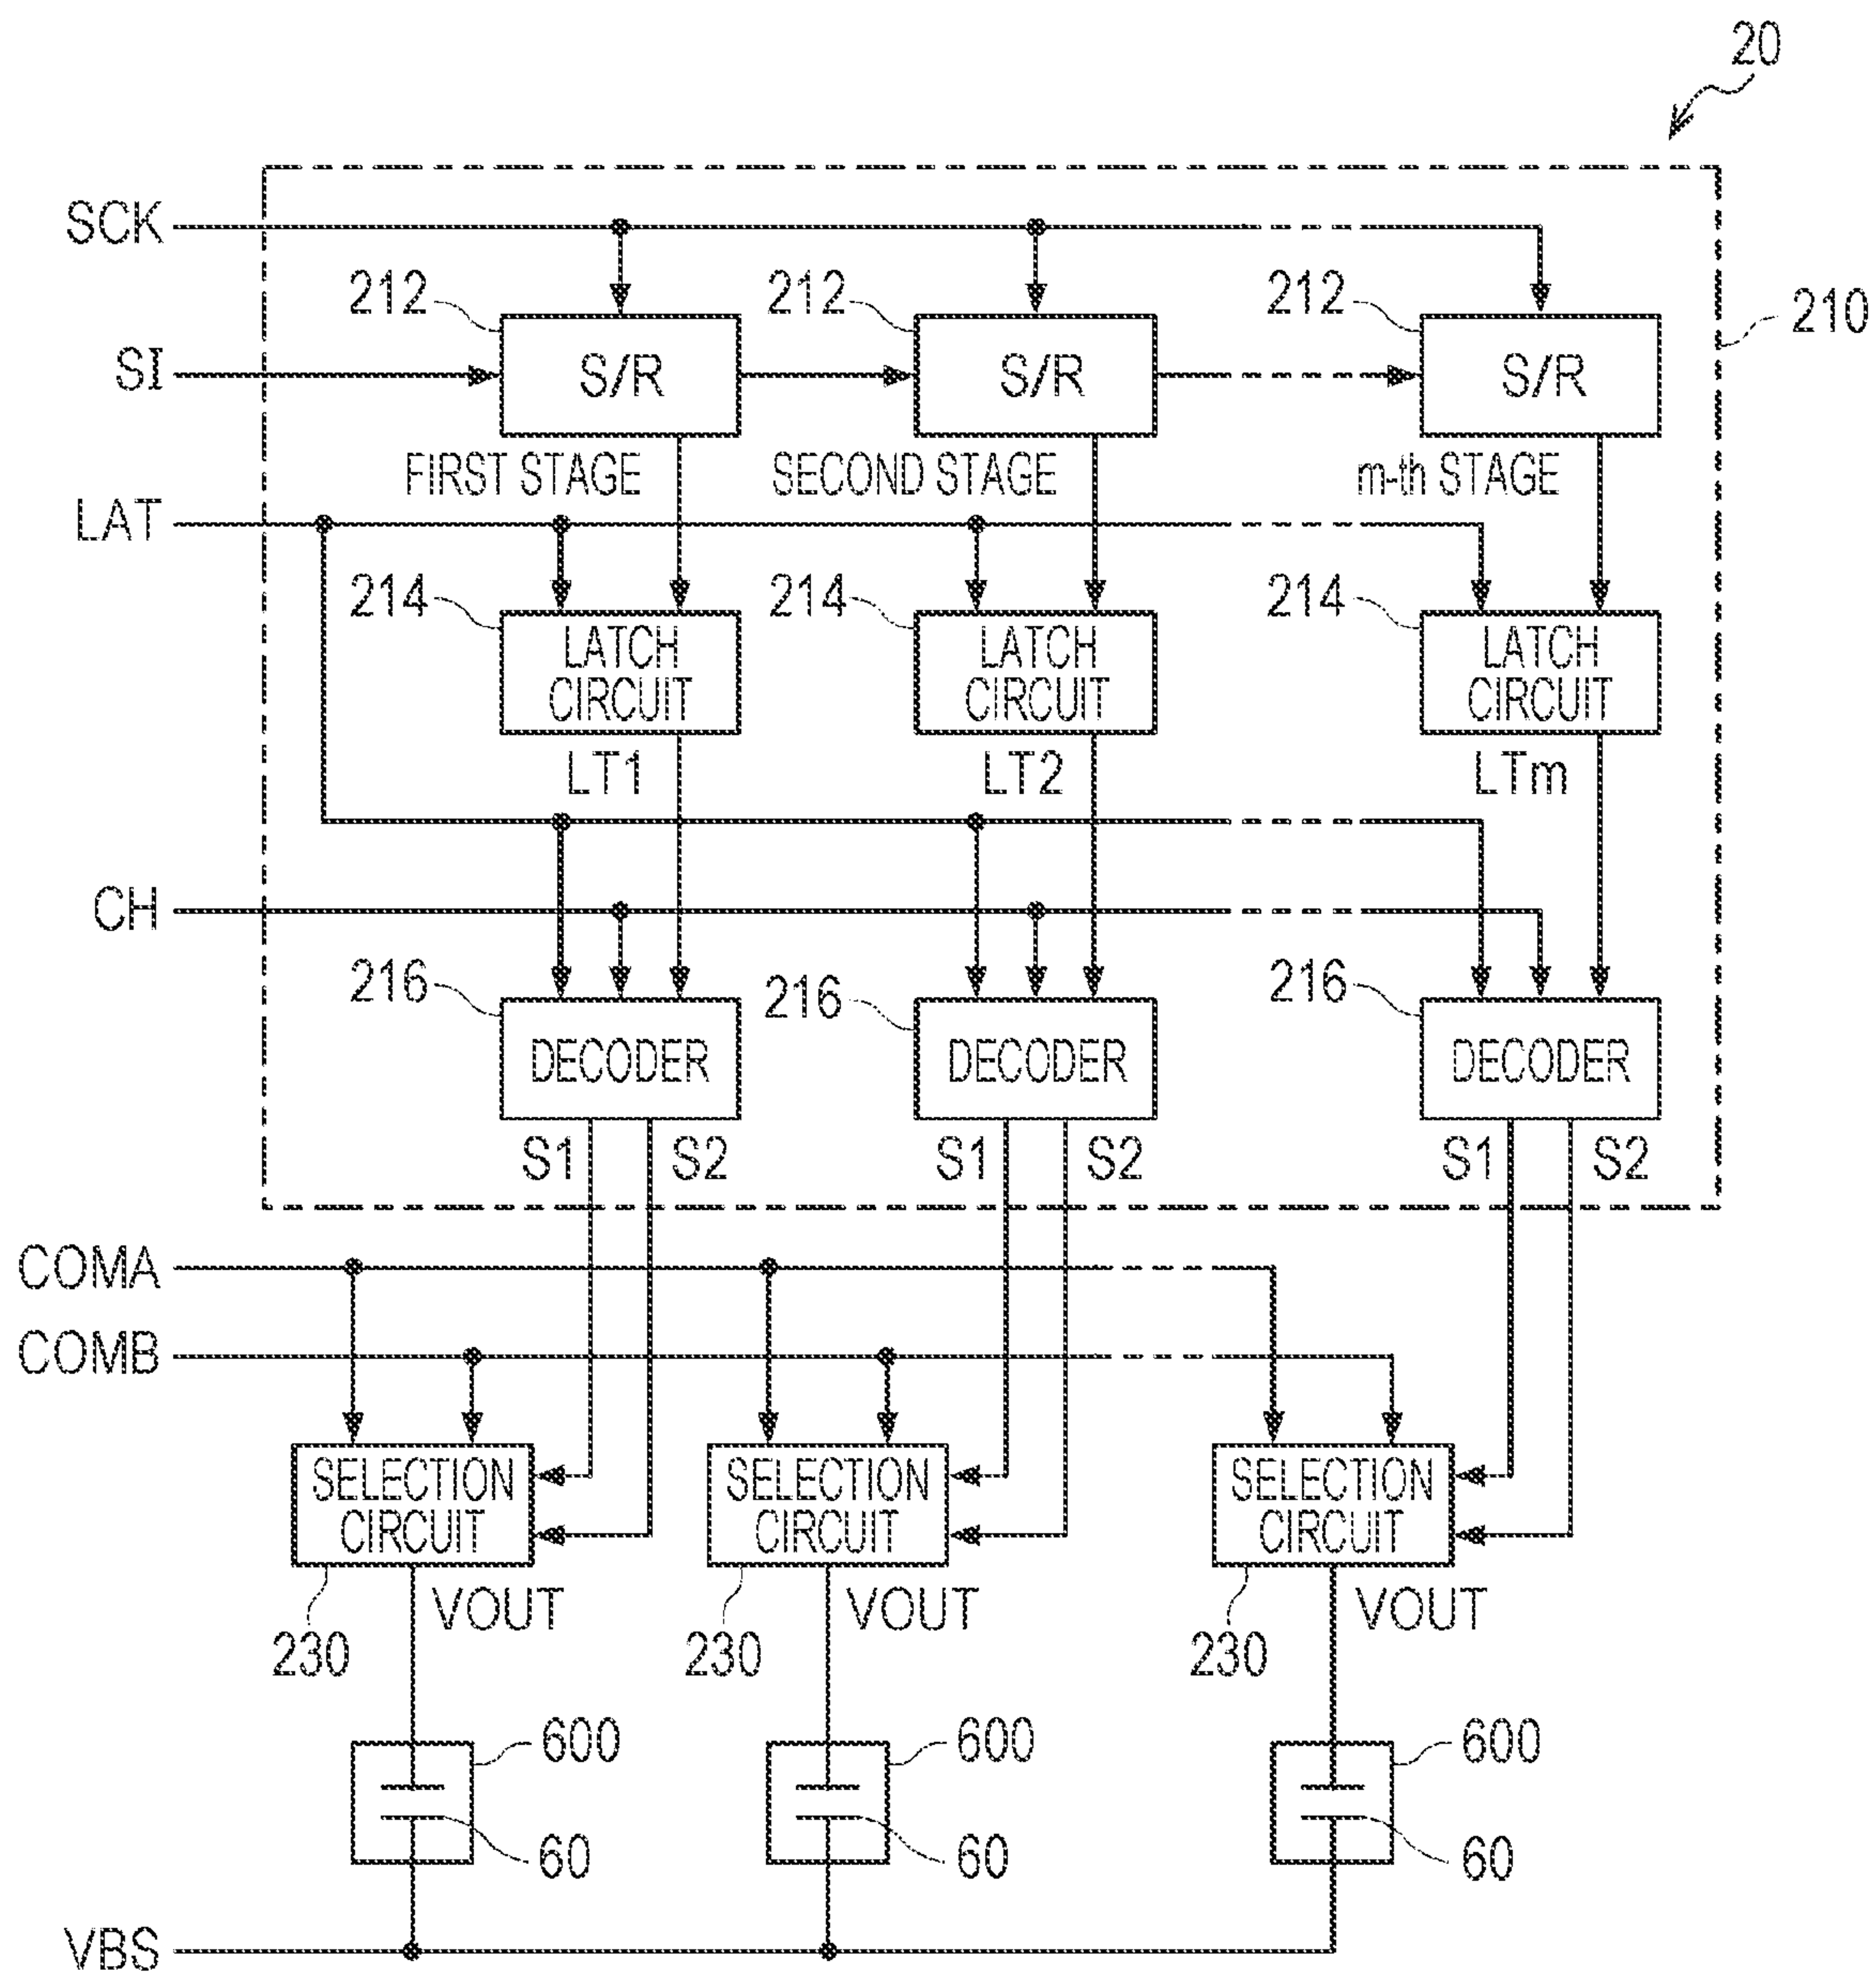 20
SCK
212 212 212 210
SI S/R S/R S/R
FIRST STAGE SECOND STAGE m-th STAGE
LAT
214 214 214
LATCH CIRCUIT LATCH CIRCUIT LATCH CIRCUIT
LT1 LT2 LTm
CH
216 216 216
DECODER DECODER DECODER
S1 S2 S1 S2 S1 S2
COMA
COMB
SELECTION CIRCUIT SELECTION CIRCUIT SELECTION CIRCUIT
VOUT VOUT VOUT
230 230 230
600 600 600
60 60 60
VBS